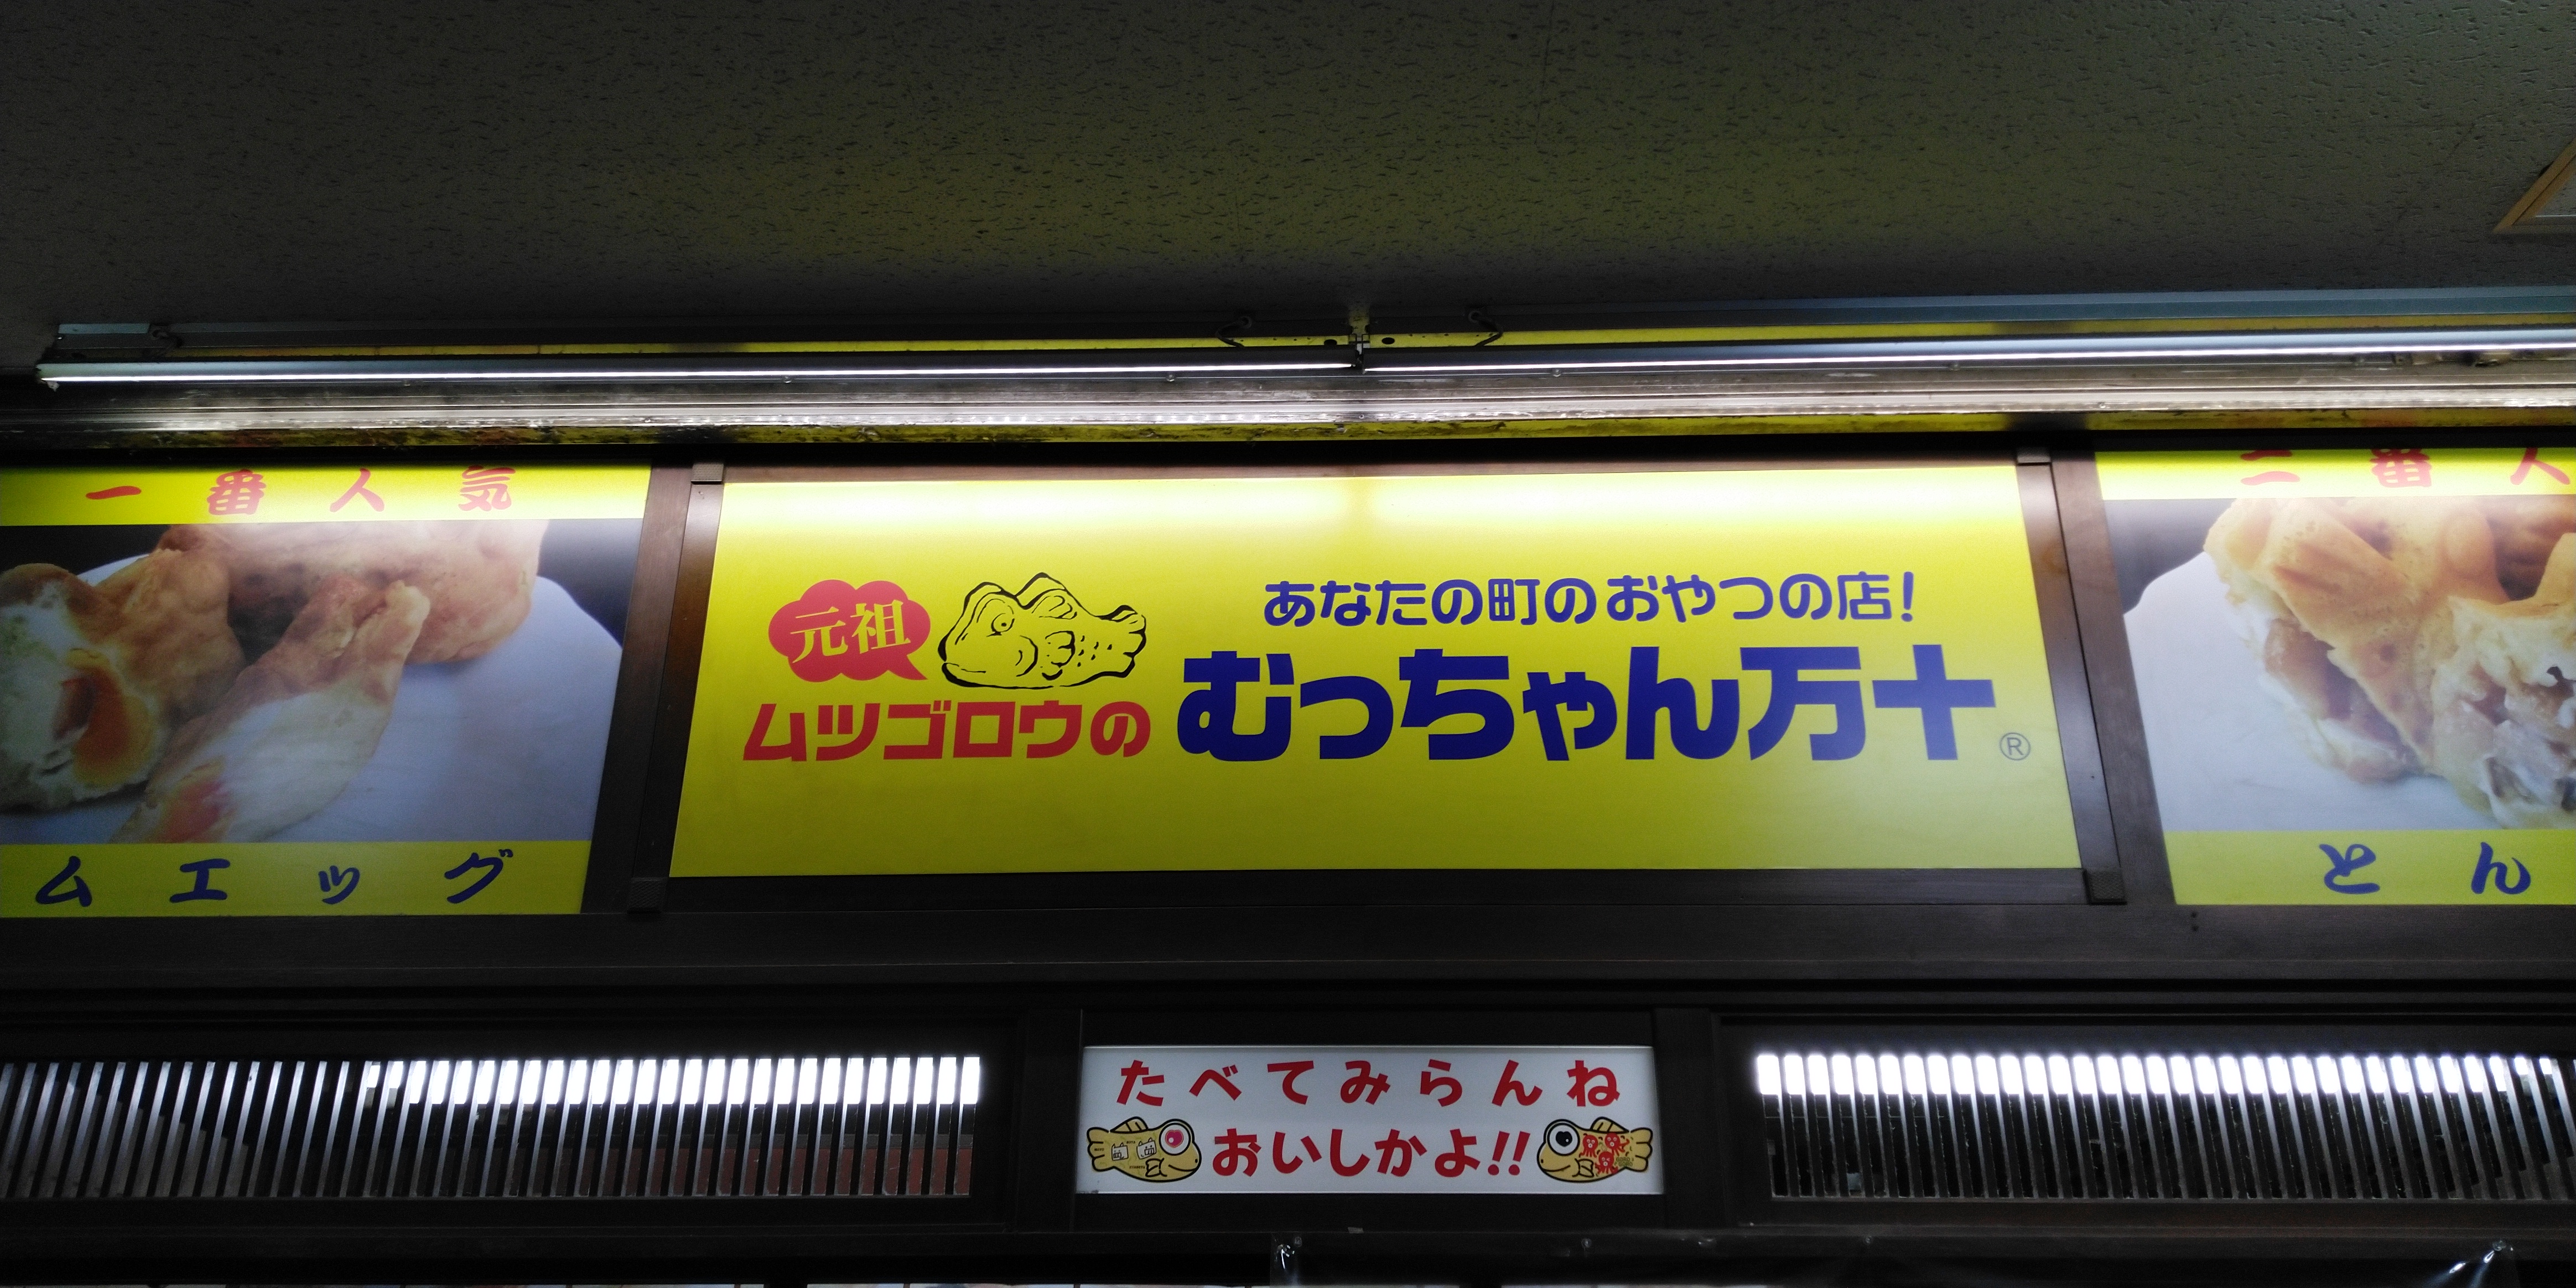 一番人気
ムエッグ
元祖
ムツゴロウの
あなたの町のおやつの店!
むっちゃん万十®
二番人
とん
たべてみらんね
おいしかよ!!